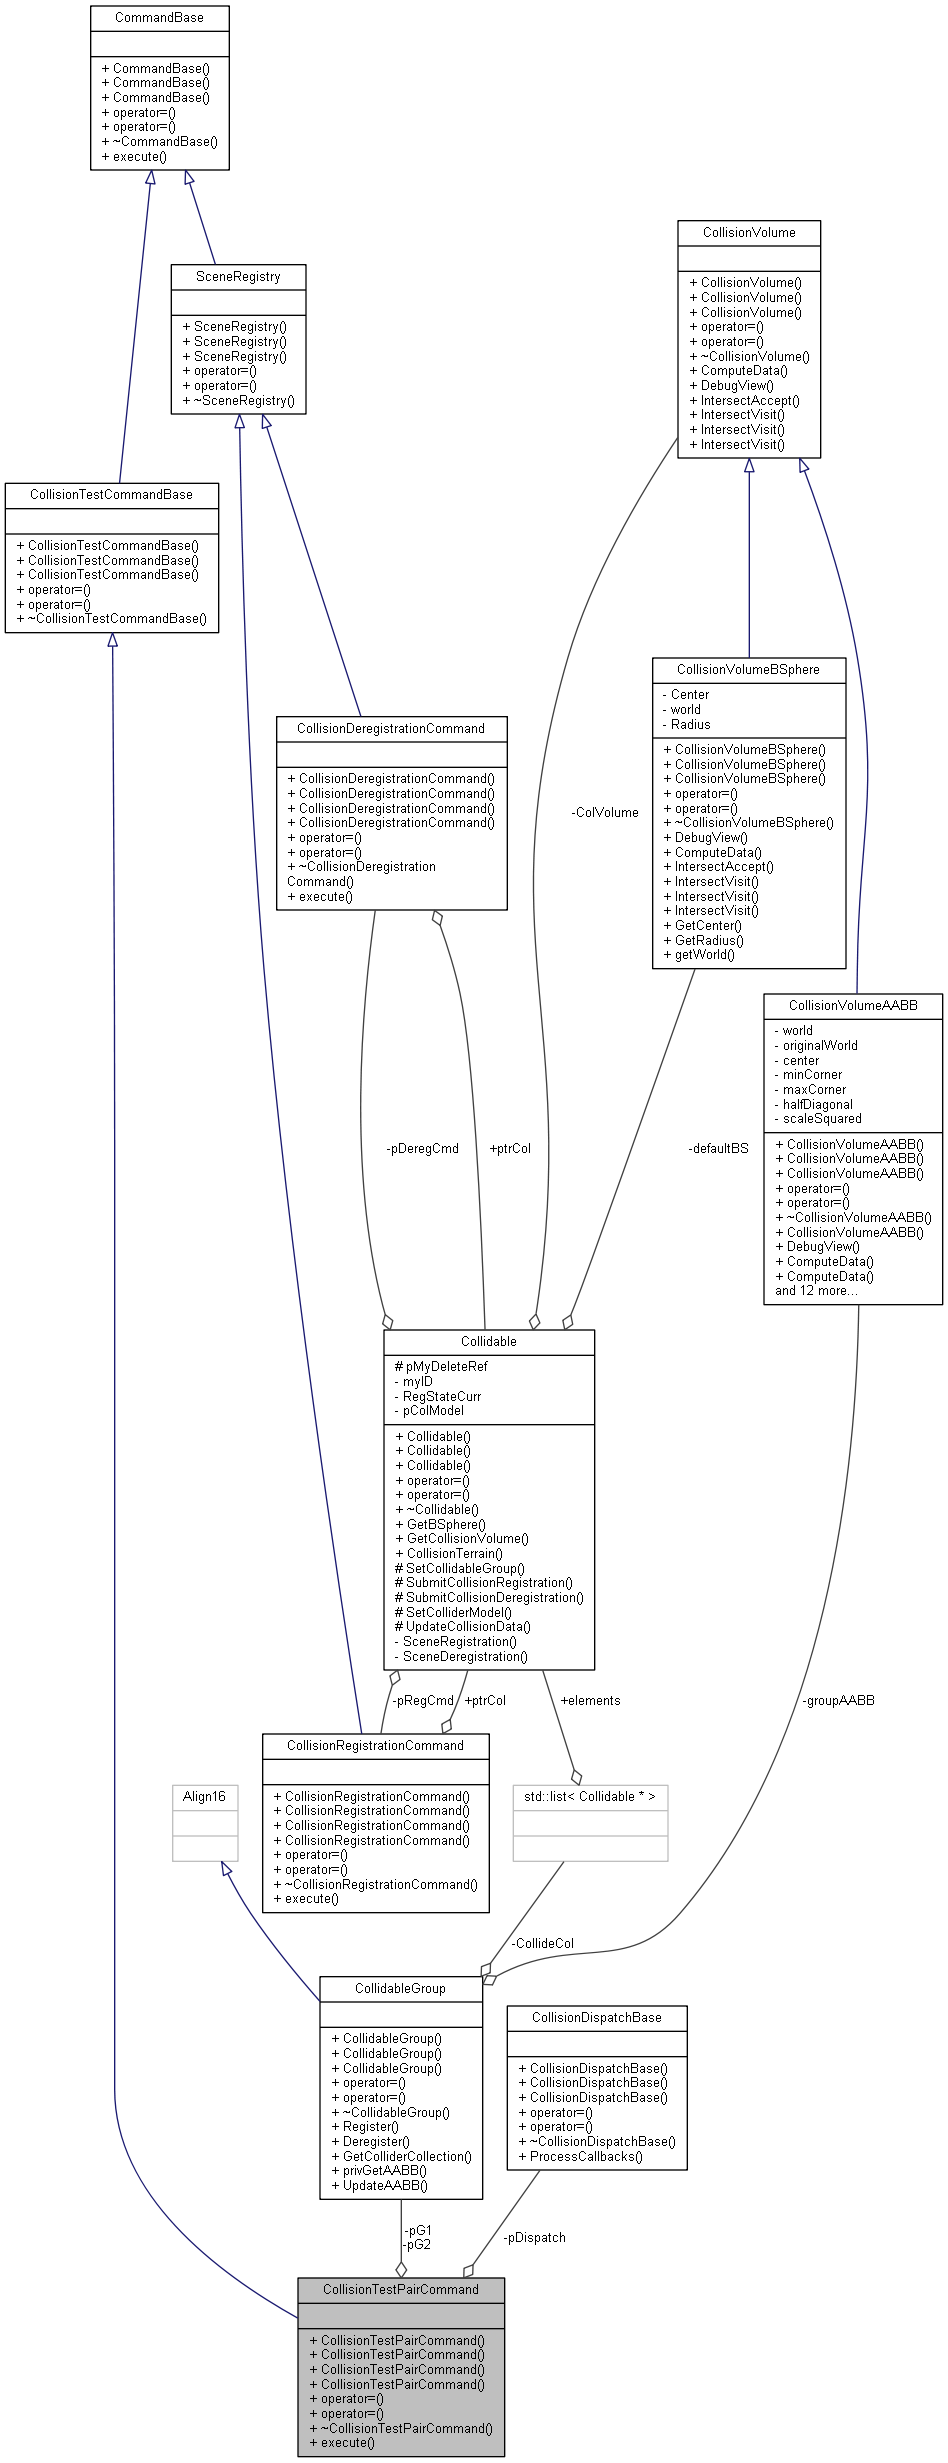 CommandBase
+ CommandBase()
+ CommandBase()
+ CommandBase()
+ operator=()
+ operator=()
+ ~CommandBase()
+ execute()
SceneRegistry
+ SceneRegistry()
+ SceneRegistry()
+ SceneRegistry()
+ operator=()
+ operator=()
+ ~SceneRegistry()
CollisionVolume
+ CollisionVolume()
+ CollisionVolume()
+ CollisionVolume()
+ operator=()
+ operator=()
+ ~CollisionVolume()
+ ComputeData()
+ DebugView()
+ IntersectAccept()
+ IntersectVisit()
+ IntersectVisit()
+ IntersectVisit()
CollisionTestCommandBase
+ CollisionTestCommandBase()
+ CollisionTestCommandBase()
+ CollisionTestCommandBase()
+ operator=()
+ operator=()
+ ~CollisionTestCommandBase()
CollisionDeregistrationCommand
+ CollisionDeregistrationCommand()
+ CollisionDeregistrationCommand()
+ CollisionDeregistrationCommand()
+ CollisionDeregistrationCommand()
+ operator=()
+ operator=()
+ ~CollisionDeregistration
Command()
+ execute()
-ColVolume
CollisionVolumeBSphere
- Center
- world
- Radius
+ CollisionVolumeBSphere()
+ CollisionVolumeBSphere()
+ CollisionVolumeBSphere()
+ operator=()
+ operator=()
+ ~CollisionVolumeBSphere()
+ DebugView()
+ ComputeData()
+ IntersectAccept()
+ IntersectVisit()
+ IntersectVisit()
+ IntersectVisit()
+ GetCenter()
+ GetRadius()
+ getWorld()
CollisionVolumeAABB
- world
- originalWorld
- center
- minCorner
- maxCorner
- halfDiagonal
- scaleSquared
+ CollisionVolumeAABB()
+ CollisionVolumeAABB()
+ CollisionVolumeAABB()
+ operator=()
+ operator=()
+ ~CollisionVolumeAABB()
+ CollisionVolumeAABB()
+ DebugView()
+ ComputeData()
+ ComputeData()
and 12 more...
-pDeregCmd
+ptrCol
-defaultBS
Collidable
# pMyDeleteRef
- myID
- RegStateCurr
- pColModel
+ Collidable()
+ Collidable()
+ Collidable()
+ operator=()
+ operator=()
+ ~Collidable()
+ GetBSphere()
+ GetCollisionVolume()
+ CollisionTerrain()
# SetCollidableGroup()
# SubmitCollisionRegistration()
# SubmitCollisionDeregistration()
# SetColliderModel()
# UpdateCollisionData()
- SceneRegistration()
- SceneDeregistration()
-pRegCmd
+ptrCol
+elements
-groupAABB
CollisionRegistrationCommand
+ CollisionRegistrationCommand()
+ CollisionRegistrationCommand()
+ CollisionRegistrationCommand()
+ CollisionRegistrationCommand()
+ operator=()
+ operator=()
+ ~CollisionRegistrationCommand()
+ execute()
Align16
std::list< Collidable * >
-CollideCol
CollidableGroup
+ CollidableGroup()
+ CollidableGroup()
+ CollidableGroup()
+ operator=()
+ operator=()
+ ~CollidableGroup()
+ Register()
+ Deregister()
+ GetColliderCollection()
+ privGetAABB()
+ UpdateAABB()
CollisionDispatchBase
+ CollisionDispatchBase()
+ CollisionDispatchBase()
+ CollisionDispatchBase()
+ operator=()
+ operator=()
+ ~CollisionDispatchBase()
+ ProcessCallbacks()
-pG1
-pG2
-pDispatch
CollisionTestPairCommand
+ CollisionTestPairCommand()
+ CollisionTestPairCommand()
+ CollisionTestPairCommand()
+ CollisionTestPairCommand()
+ operator=()
+ operator=()
+ ~CollisionTestPairCommand()
+ execute()